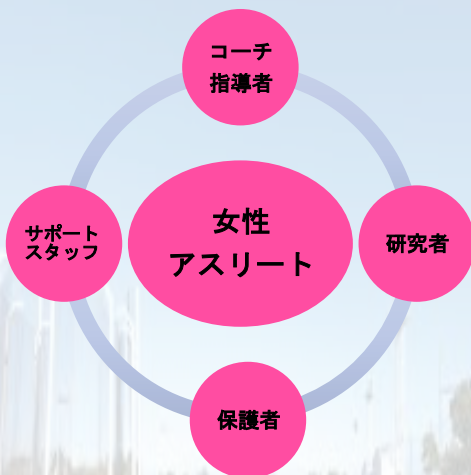 コーチ
指導者
女性
アスリート
サポート
スタッフ
研究者
保護者